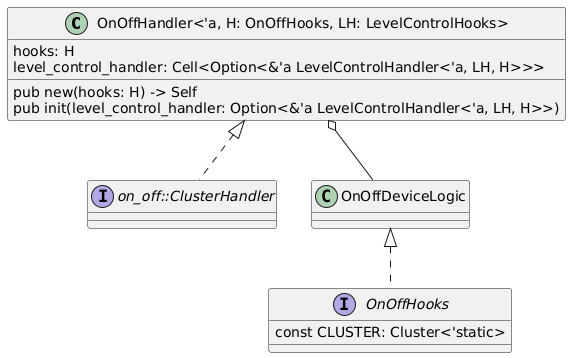 C OnOffHandler<'a, H: OnOffHooks, LH: LevelControlHooks>
hooks: H
level_control_handler: Cell<Option<&'a LevelControlHandler<'a, LH, H>>>
pub new(hooks: H) -> Self
pub init(level_control_handler: Option<&'a LevelControlHandler<'a, LH, H>>)
I on_off::ClusterHandler
C OnOffDeviceLogic
I OnOffHooks
const CLUSTER: Cluster<'static>